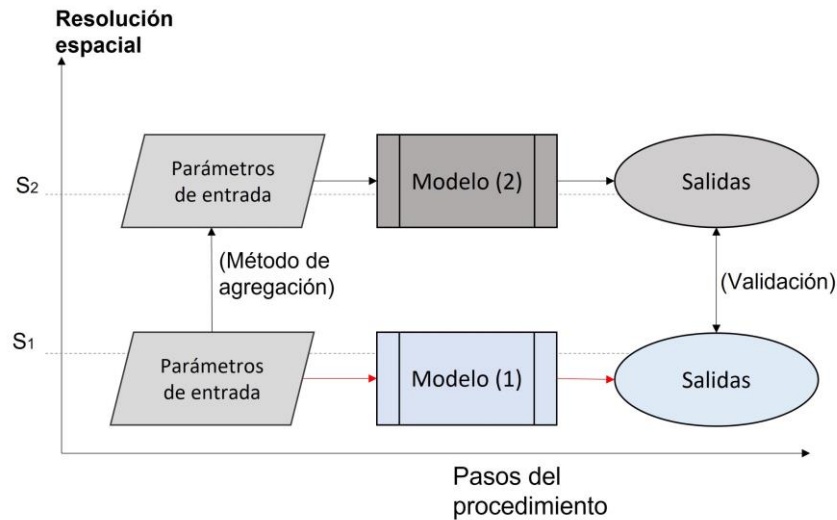 Resolución
espacial
Parámetros
de entrada
Modelo (2)
Salidas
S2
(Método de
agregación)
(Validación)
S1
Parámetros
de entrada
Modelo (1)
Salidas
Pasos del
procedimiento